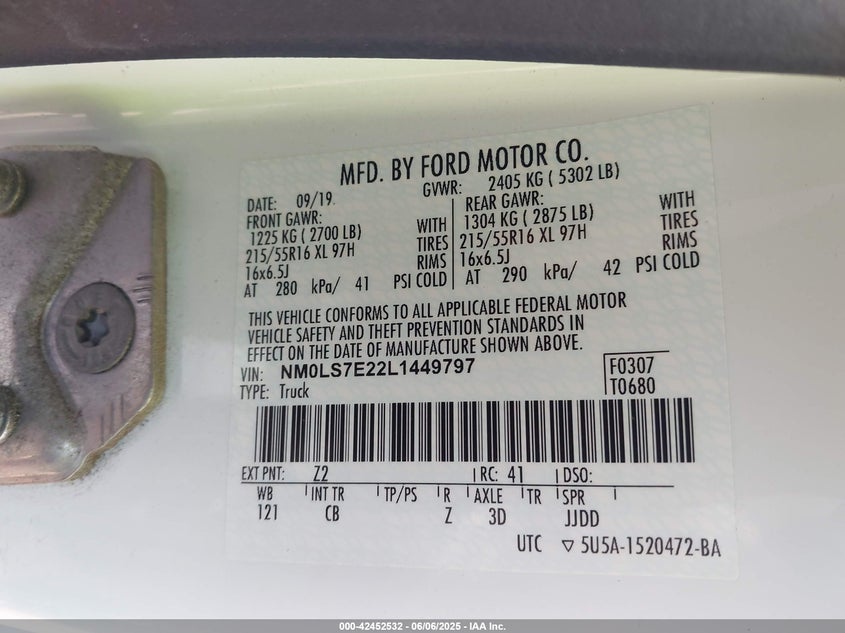 MFD. BY FORD MOTOR CO.
DATE: 09/19 GVWR: 2405 KG ( 5302 LB)
FRONT GAWR: REAR GAWR:
1225 KG ( 2700 LB) WITH 1304 KG ( 2875 LB) WITH
215/55R16 XL 97H TIRES 215/55R16 XL 97H TIRES
16x6.5J RIMS 16x6.5J RIMS
AT 280 kPa/ 41 PSI COLD AT 290 kPa/ 42 PSI COLD
THIS VEHICLE CONFORMS TO ALL APPLICABLE FEDERAL MOTOR
VEHICLE SAFETY AND THEFT PREVENTION STANDARDS IN
EFFECT ON THE DATE OF MANUFACTURE SHOWN ABOVE.
VIN: NM0LS7E22L1449797 F0307
TYPE: Truck T0680
EXT PNT: Z2 RC: 41 DSO:
WB INT TR TP/PS R AXLE TR SPR
121 CB Z 3D JJDD
UTC ▽ 5U5A-1520472-BA
000-42452532 - 06/06/2025 - IAA Inc.